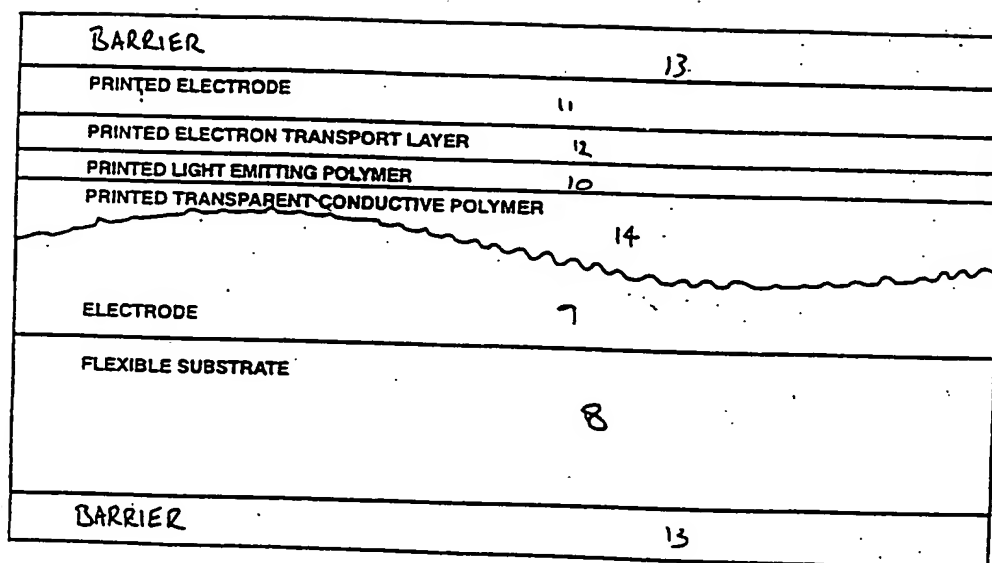 BARRIER 13.
PRINTED ELECTRODE 11
PRINTED ELECTRON TRANSPORT LAYER 12
PRINTED LIGHT EMITTING POLYMER 10
PRINTED TRANSPARENT CONDUCTIVE POLYMER
14
ELECTRODE 7
FLEXIBLE SUBSTRATE
8
BARRIER 13